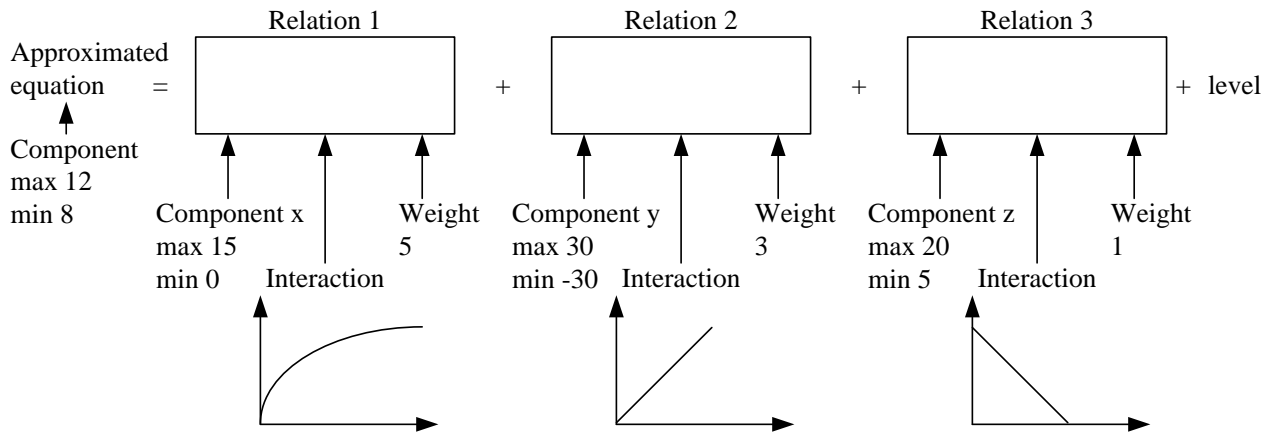 Relation 1
Relation 2
Relation 3
Approximated
equation = + + + level
Component
max 12
min 8
Component x
max 15
min 0
Weight
5
Component y
max 30
min -30
Weight
3
Component z
max 20
min 5
Weight
1
Interaction
Interaction
Interaction